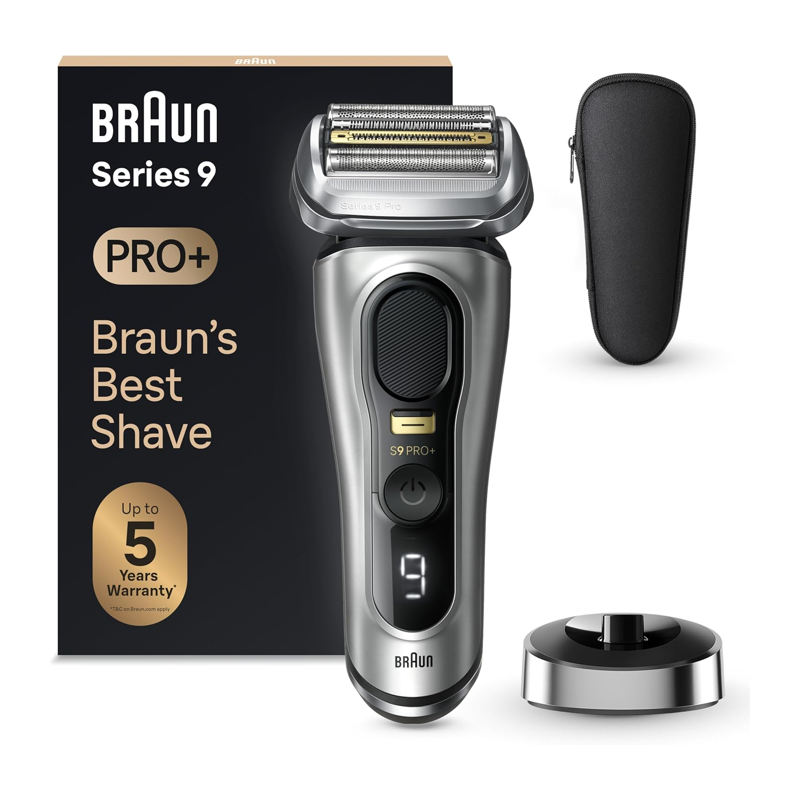 BRAUN
BRAUN
Series 9
PRO+
Braun's
Best
Shave
Up to
5
Years
Warranty*
*T&C on Braun.com apply
Series 9 Pro
S9 PRO+
9
BRAUN